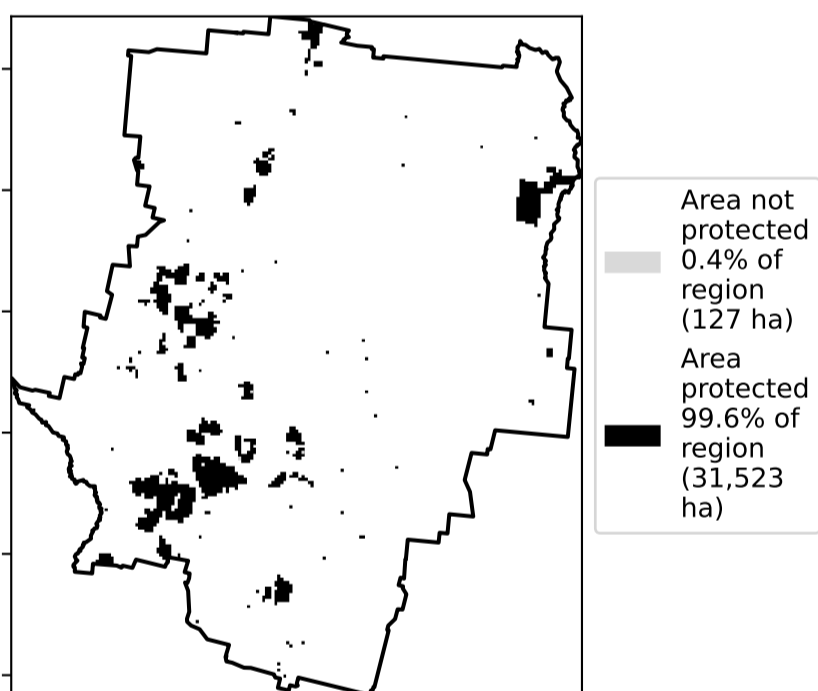 Area not
protected
0.4% of
region
(127 ha)
Area
protected
99.6% of
region
(31,523
ha)